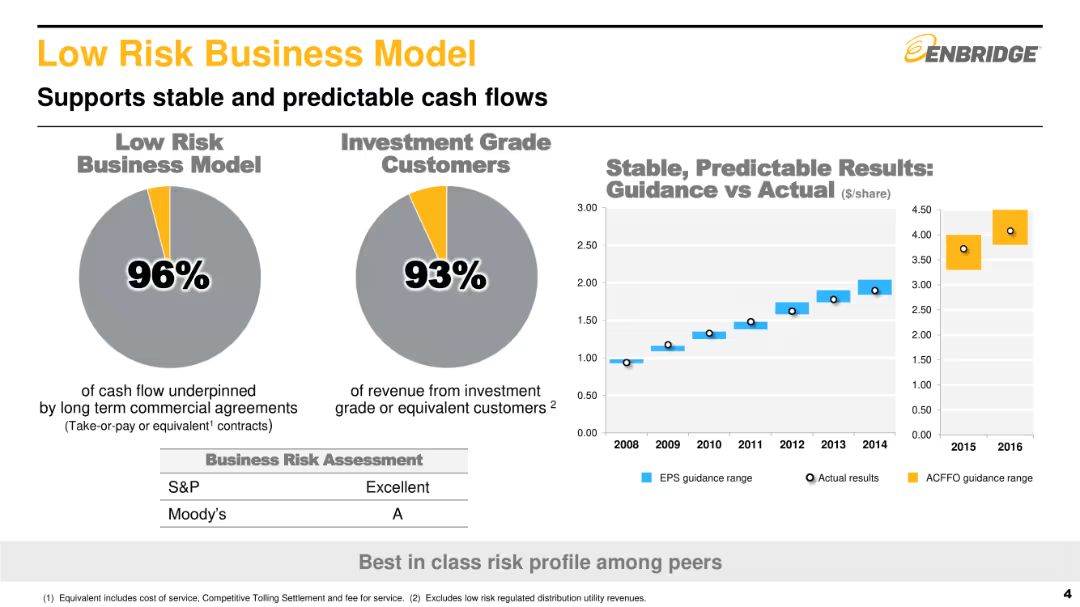 Low Risk Business Model
ENBRIDGE
Supports stable and predictable cash flows
Low Risk
Business Model
96%
of cash flow underpinned
by long term commercial agreements
(Take-or-pay or equivalent¹ contracts)
Investment Grade
Customers
93%
of revenue from investment
grade or equivalent customers ²
Business Risk Assessment
S&P Excellent
Moody's A
Stable, Predictable Results:
Guidance vs Actual ($/share)
3.00
2.50
2.00
1.50
1.00
0.50
0.00
2008 2009 2010 2011 2012 2013 2014
4.50
4.00
3.50
3.00
2.50
2.00
1.50
1.00
0.50
0.00
2015 2016
EPS guidance range Actual results ACFFO guidance range
Best in class risk profile among peers
(1) Equivalent includes cost of service, Competitive Tolling Settlement and fee for service. (2) Excludes low risk regulated distribution utility revenues.
4